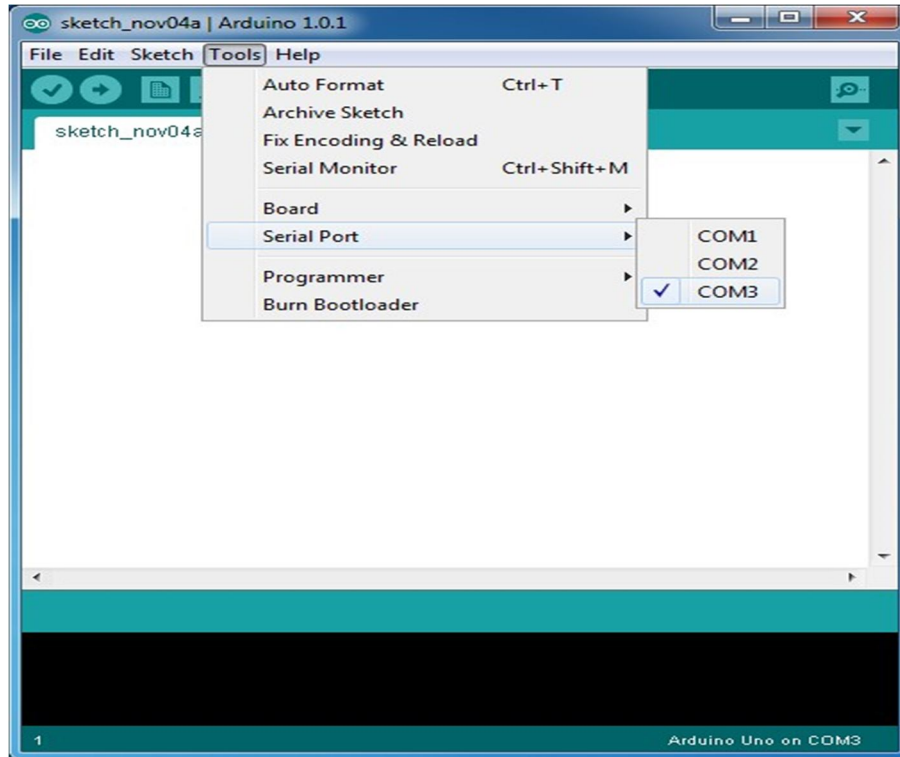 sketch_nov04a | Arduino 1.0.1
File Edit Sketch Tools Help
sketch_nov04a
Auto Format Ctrl+T
Archive Sketch
Fix Encoding & Reload
Serial Monitor Ctrl+Shift+M
Board
Serial Port
Programmer
Burn Bootloader
COM1
COM2
COM3
1 Arduino Uno on COM3